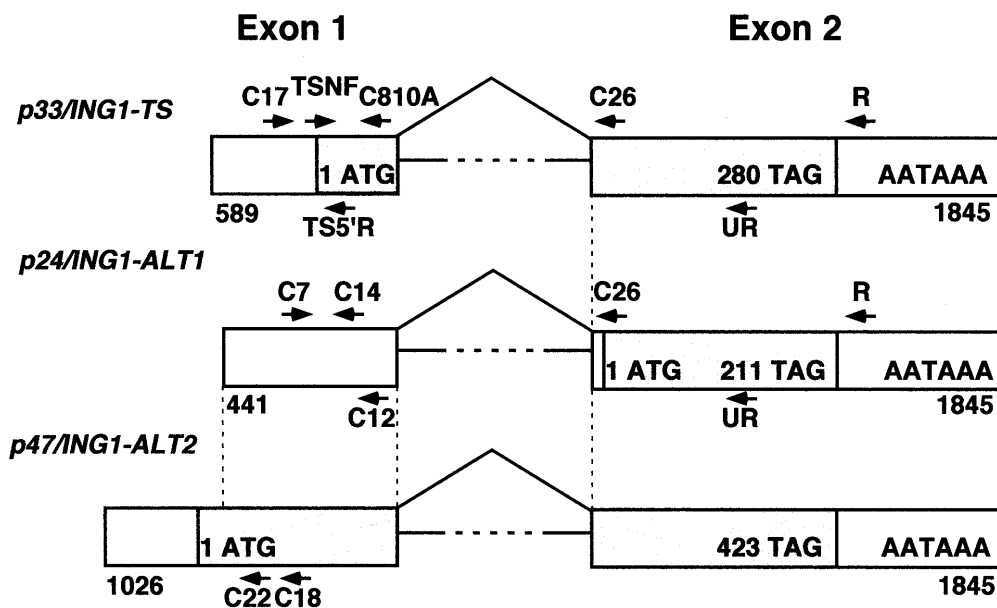 Exon 1 Exon 2
p33/ING1-TS C17 TSNF C810A C26 R
1 ATG 280 TAG AATAAA
589 TS5'R UR 1845
p24/ING1-ALT1
C7 C14 C26 R
1 ATG 211 TAG AATAAA
441 C12 UR 1845
p47/ING1-ALT2
1 ATG 423 TAG AATAAA
1026 C22 C18 1845